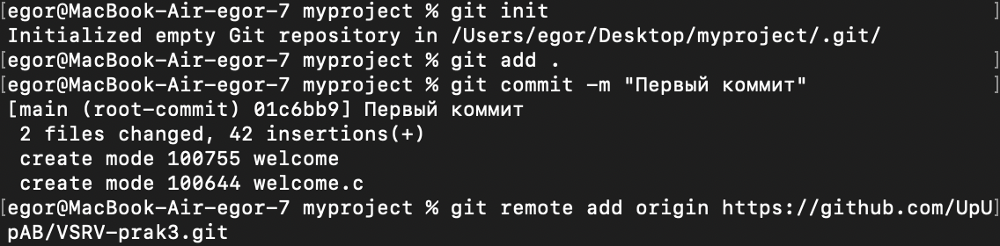 [egor@MacBook-Air-egor-7 myproject % git init ]
Initialized empty Git repository in /Users/egor/Desktop/myproject/.git/
[egor@MacBook-Air-egor-7 myproject % git add . ]
[egor@MacBook-Air-egor-7 myproject % git commit -m "Первый коммит" ]
[main (root-commit) 01c6bb9] Первый коммит
 2 files changed, 42 insertions(+)
 create mode 100755 welcome
 create mode 100644 welcome.c
[egor@MacBook-Air-egor-7 myproject % git remote add origin https://github.com/UpU]
pAB/VSRV-prak3.git